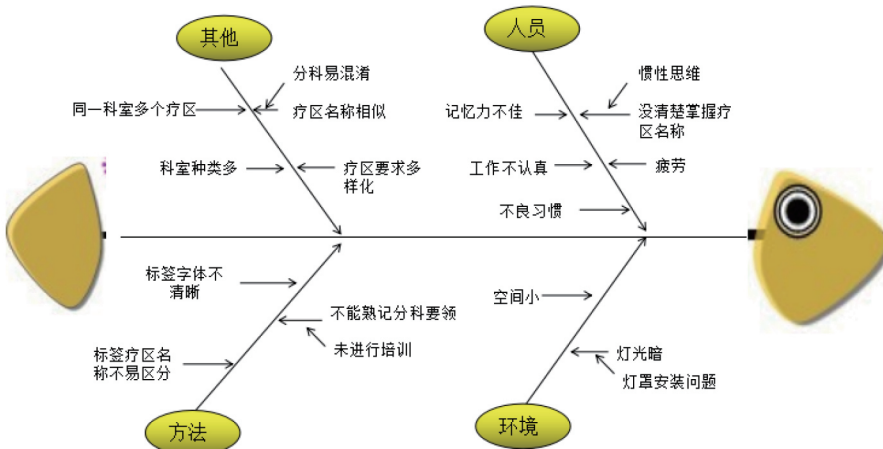 其他
人员
分科易混淆
同一科室多个疗区
疗区名称相似
科室种类多
疗区要求多
样化
惯性思维
记忆力不佳
没清楚掌握疗
区名称
工作不认真
疲劳
不良习惯
标签字体不
清晰
不能熟记分科要领
未进行培训
标签疗区名
称不易区分
空间小
灯光暗
灯罩安装问题
方法
环境